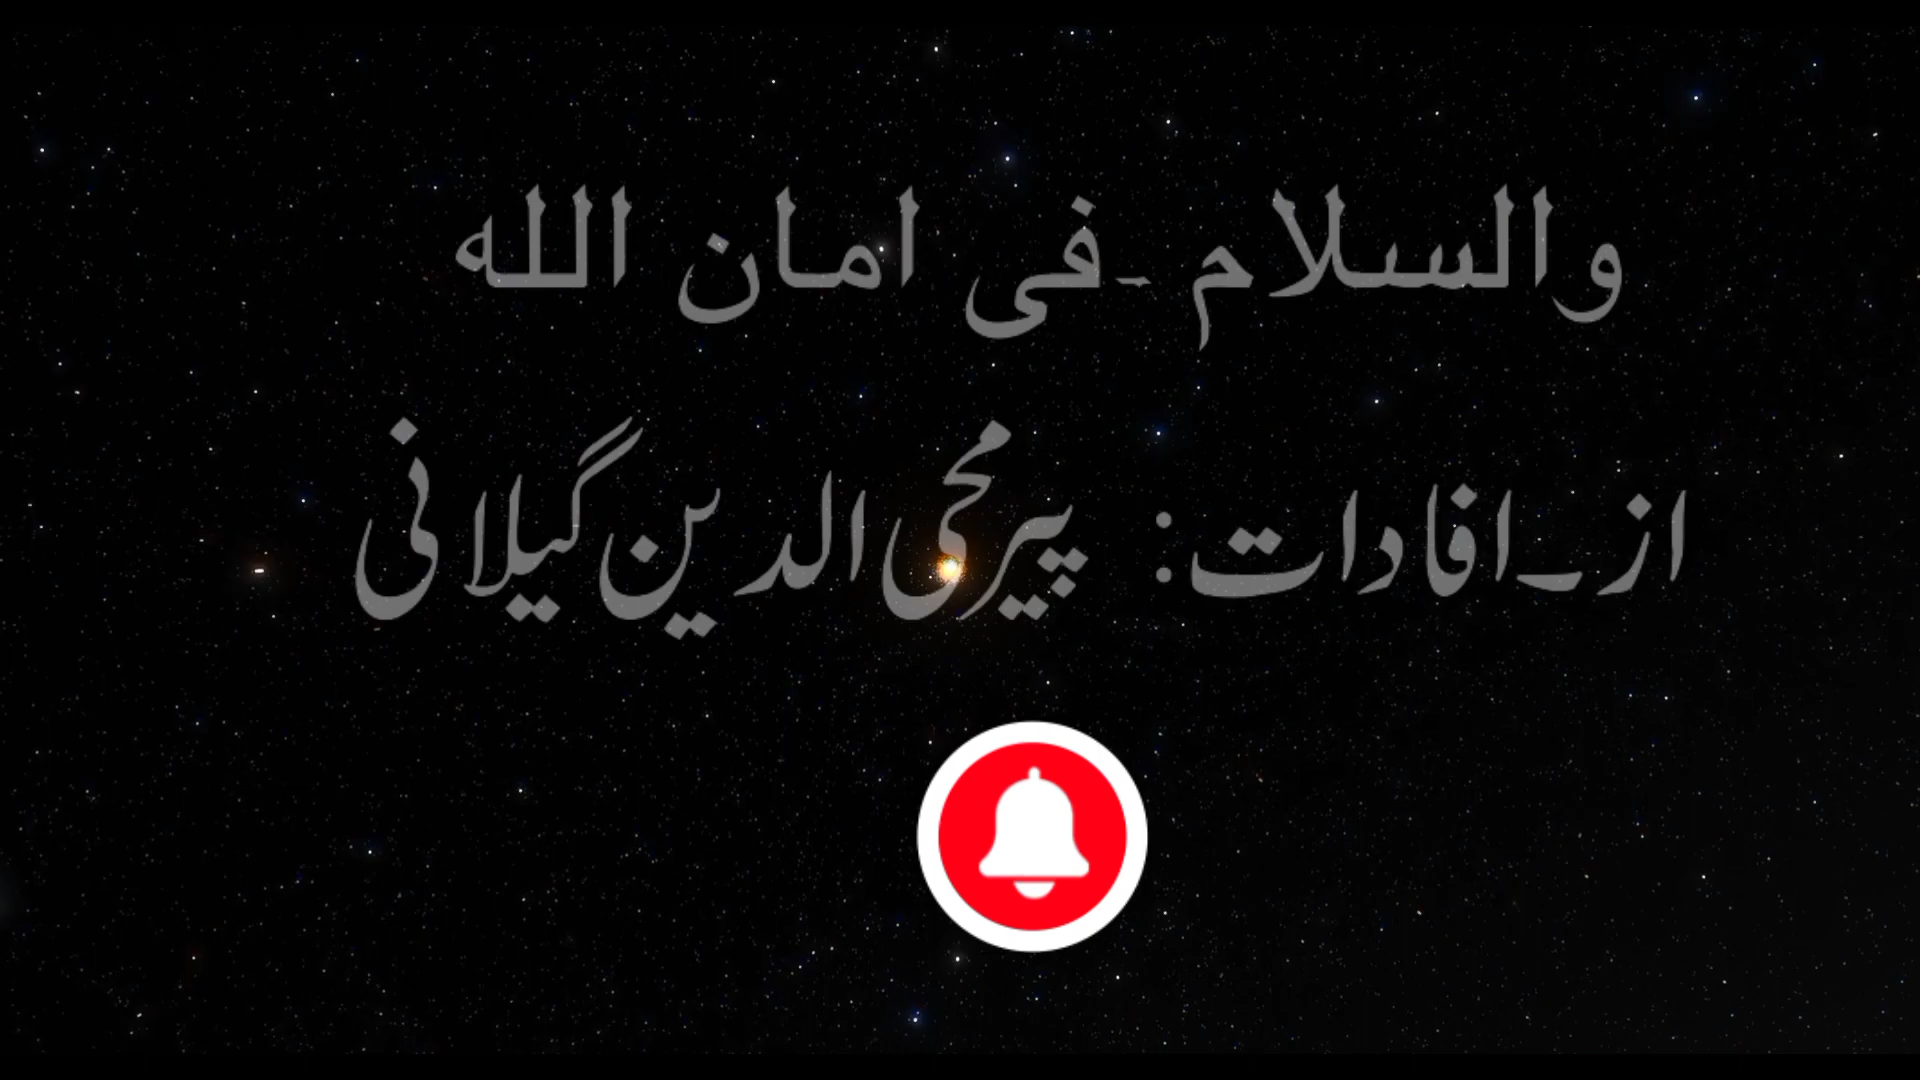 والسلام ۔فی امان اللہ
از۔افادات: پیر محی الدین گیلانی